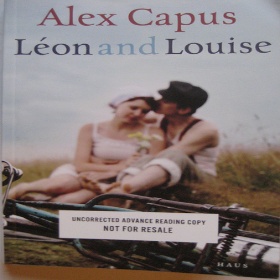 Alex Capus
Léon and Louise
UNCORRECTED ADVANCE READING COPY
NOT FOR RESALE
HAUS